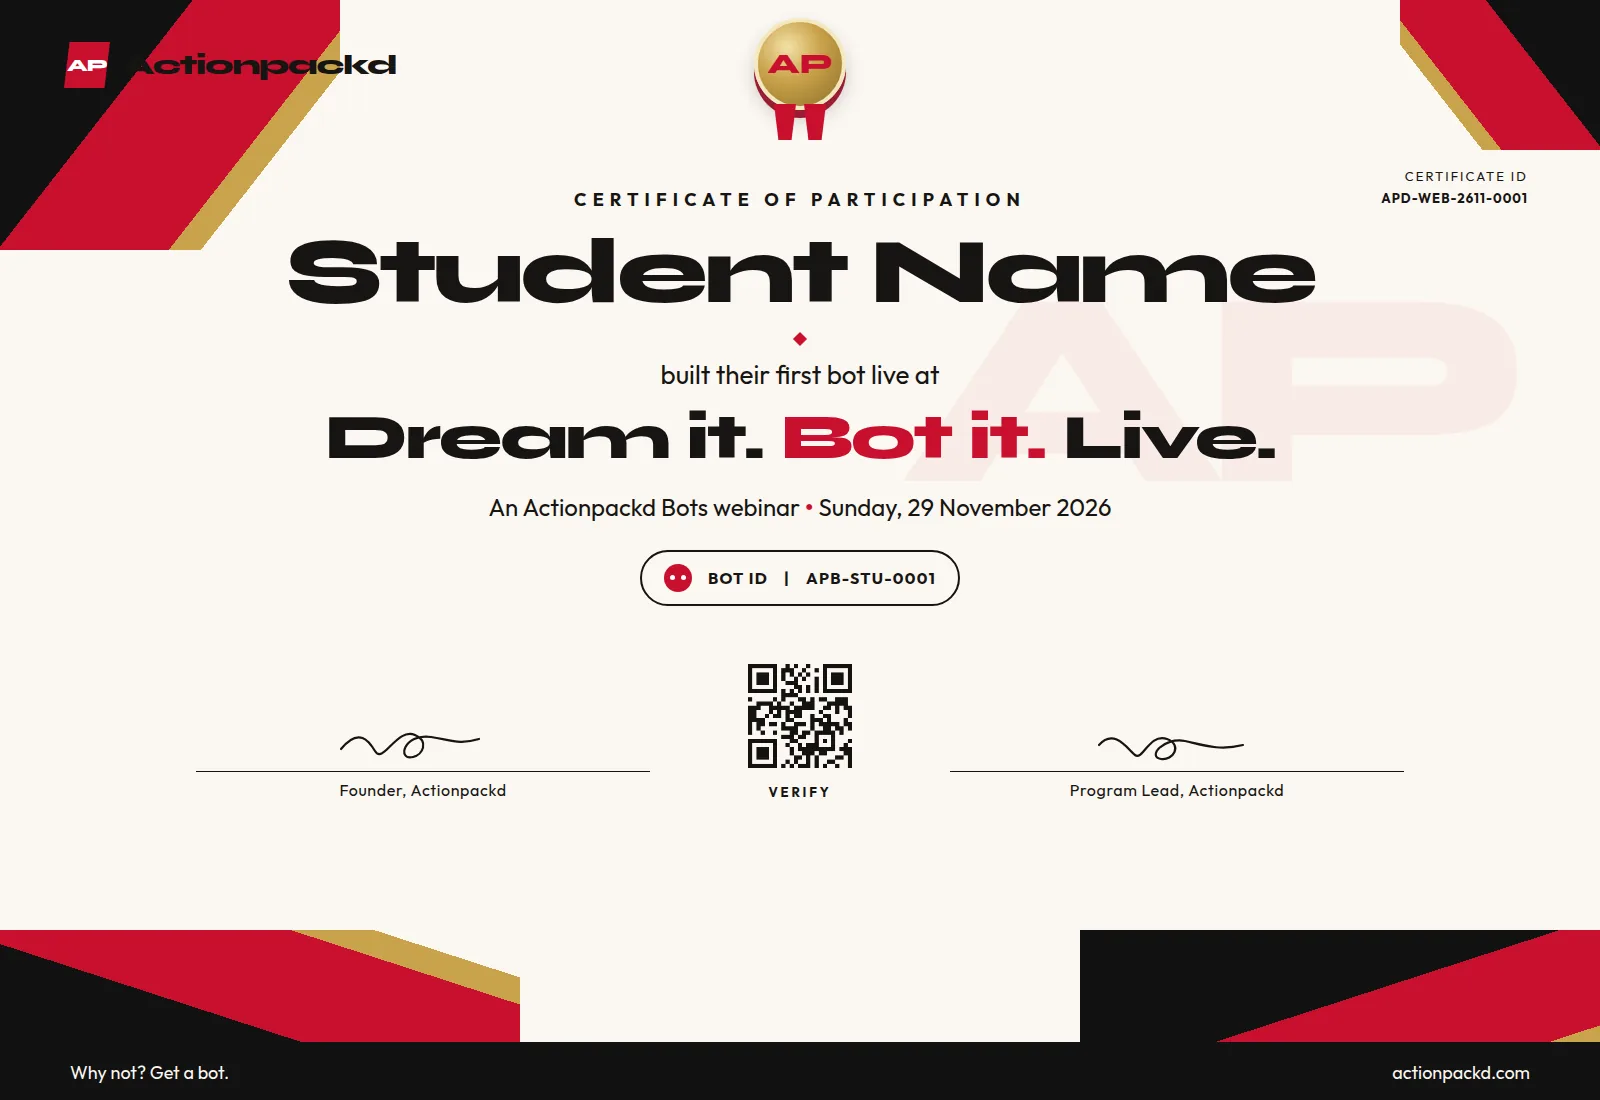 AP Actionpackd
AP
CERTIFICATE ID
APD-WEB-2611-0001
CERTIFICATE OF PARTICIPATION
Student Name
AP
built their first bot live at
Dream it. Bot it. Live.
An Actionpackd Bots webinar • Sunday, 29 November 2026
BOT ID | APB-STU-0001
Founder, Actionpackd
VERIFY
Program Lead, Actionpackd
Why not? Get a bot.
actionpackd.com